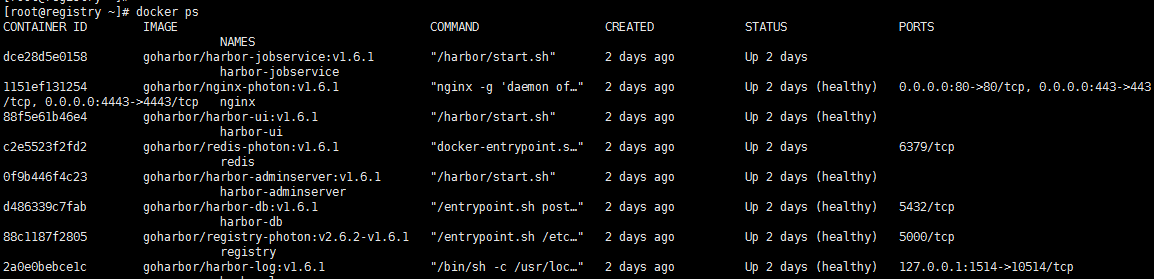 [root@registry ~]# docker ps
CONTAINER ID IMAGE COMMAND CREATED STATUS PORTS
NAMES
dce28d5e0158 goharbor/harbor-jobservice:v1.6.1 "/harbor/start.sh" 2 days ago Up 2 days
harbor-jobservice
1151ef131254 goharbor/nginx-photon:v1.6.1 "nginx -g 'daemon of…" 2 days ago Up 2 days (healthy) 0.0.0.0:80->80/tcp, 0.0.0.0:443->443
/tcp, 0.0.0.0:4443->4443/tcp nginx
88f5e61b46e4 goharbor/harbor-ui:v1.6.1 "/harbor/start.sh" 2 days ago Up 2 days (healthy)
harbor-ui
c2e5523f2fd2 goharbor/redis-photon:v1.6.1 "docker-entrypoint.s…" 2 days ago Up 2 days 6379/tcp
redis
0f9b446f4c23 goharbor/harbor-adminserver:v1.6.1 "/harbor/start.sh" 2 days ago Up 2 days (healthy)
harbor-adminserver
d486339c7fab goharbor/harbor-db:v1.6.1 "/entrypoint.sh post…" 2 days ago Up 2 days (healthy) 5432/tcp
harbor-db
88c1187f2805 goharbor/registry-photon:v2.6.2-v1.6.1 "/entrypoint.sh /etc…" 2 days ago Up 2 days (healthy) 5000/tcp
registry
2a0e0bebce1c goharbor/harbor-log:v1.6.1 "/bin/sh -c /usr/loc…" 2 days ago Up 2 days (healthy) 127.0.0.1:1514->10514/tcp